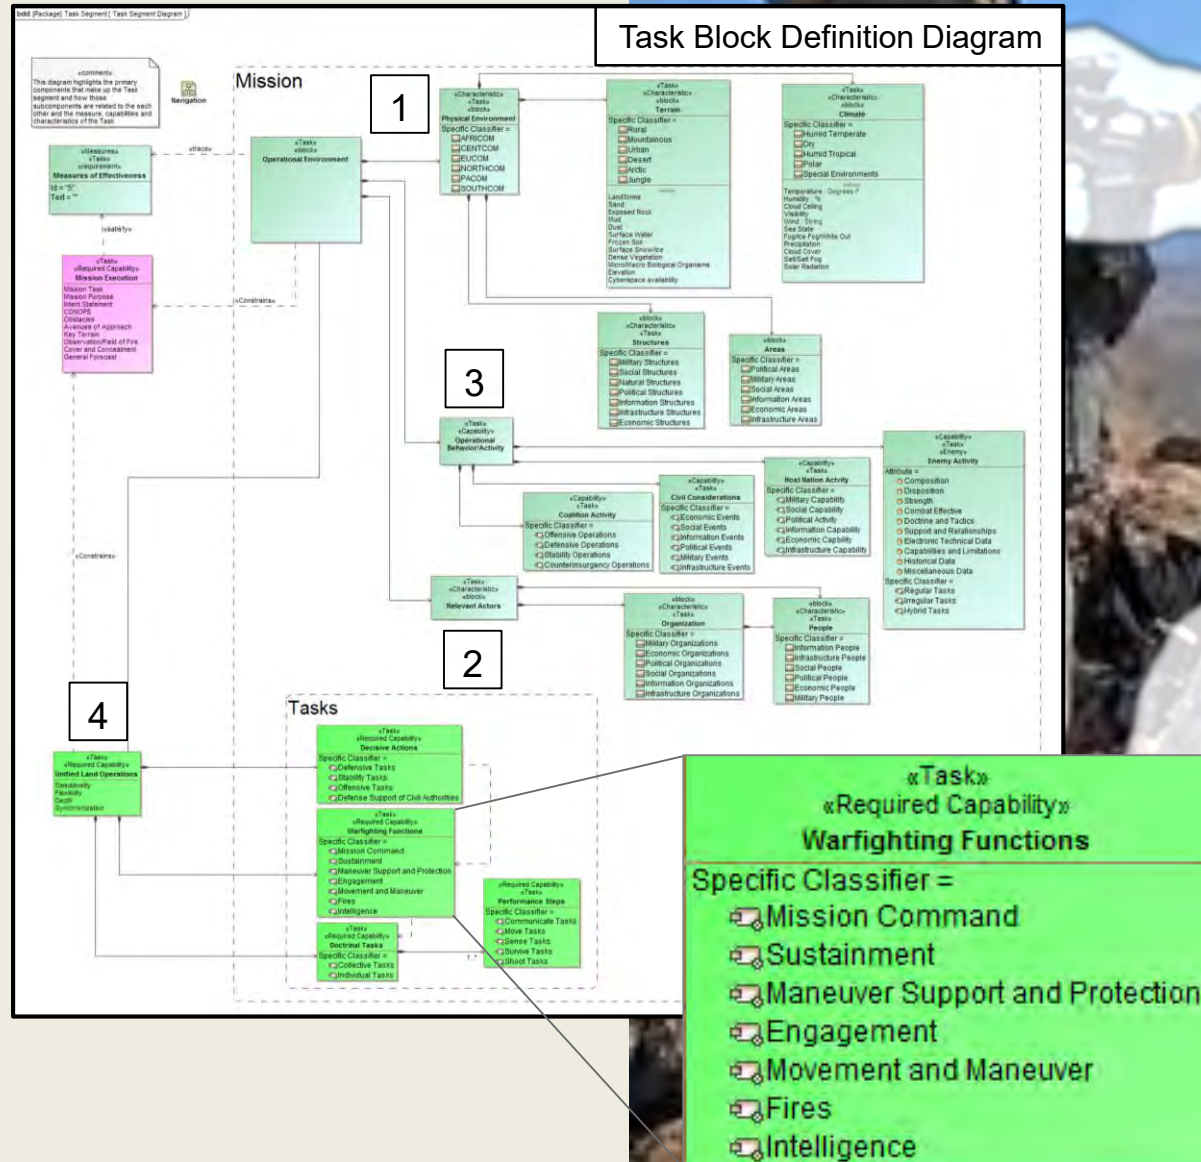 bdd [Package] Task Segment [ Task Segment Diagram ]
Task Block Definition Diagram
«comment»
This diagram highlights the primary
components that make up the Task
segment and how those
subcomponents are related to the each
other and the measure, capabilities and
characteristics of the Task
Navigation
Mission
1
«Measures»
«Task»
«requirement»
Measures of Effectiveness
Id = "5"
Text = ""
«trace»
«satisfy»
«Task»
«block»
Operational Environment
«Task»
«Required Capability»
Mission Execution
Mission Task
Mission Purpose
Intent Statement
CONOPS
Obstacles
Avenues of Approach
Key Terrain
Observation/Field of Fire
Cover and Concealment
General Forecast
«Constrains»
«Constrains»
«Characteristic»
«Task»
«block»
Physical Environment
Specific Classifier =
AFRICOM
CENTCOM
EUCOM
NORTHCOM
PACOM
SOUTHCOM
«Task»
«Characteristic»
«block»
Terrain
Specific Classifier =
Rural
Mountainous
Urban
Desert
Arctic
Jungle
values
Landforms
Sand
Exposed Rock
Mud
Dust
Surface Water
Frozen Soil
Surface Snow/Ice
Dense Vegetation
Micro/Macro Biological Organisms
Elevation
Cyberspace availability
«Task»
«Characteristic»
«block»
Climate
Specific Classifier =
Humid Temperate
Dry
Humid Tropical
Polar
Special Environments
values
Temperature : Degrees F
Humidity : %
Cloud Ceiling
Visibility
Wind : String
Sea State
Fog/Ice Fog/White Out
Precipitation
Cloud Cover
Salt/Salt Fog
Solar Radiation
«block»
«Characteristic»
«Task»
Structures
Specific Classifier =
Military Structures
Social Structures
Natural Structures
Political Structures
Information Structures
Infrastructure Structures
Economic Structures
«block»
Areas
Specific Classifier =
Political Areas
Military Areas
Social Areas
Information Areas
Economic Areas
Infrastructure Areas
3
«Task»
«Capability»
Operational
Behavior/Activity
«Capability»
«Task»
Coalition Activity
Specific Classifier =
Offensive Operations
Defensive Operations
Stability Operations
Counterinsurgency Operations
«Capability»
«Task»
Civil Considerations
Specific Classifier =
Economic Events
Social Events
Information Events
Political Events
Military Events
Infrastructure Events
«Capability»
«Task»
Host Nation Activity
Specific Classifier =
Military Capability
Social Capability
Political Activity
Information Capability
Economic Capbility
Infrastructure Capability
«Capability»
«Task»
«Enemy»
Enemy Activity
Attribute =
Composition
Disposition
Strength
Combat Effective
Doctrine and Tactics
Support and Relationships
Electronic Technical Data
Capabilities and Limitations
Historical Data
Miscellaneous Data
Specific Classifier =
Regular Tasks
Irregular Tasks
Hybrid Tasks
«Task»
«Characteristic»
«block»
Relevant Actors
2
«block»
«Characteristic»
«Task»
Organization
Specific Classifier =
Military Organizations
Economic Organizations
Political Organizations
Social Organizations
Information Organizations
Infrastructure Organizations
«block»
«Characteristic»
«Task»
People
Specific Classifier =
Information People
Infrastructure People
Social People
Political People
Economic People
Military People
4
«Task»
«Required Capability»
Unified Land Operations
Simultaneity
Flexibility
Depth
Synchronization
Tasks
«Task»
«Required Capability»
Decisive Actions
Specific Classifier =
Defensive Tasks
Stability Tasks
Offensive Tasks
Defense Support of Civil Authorities
«Task»
«Required Capability»
Warfighting Functions
Specific Classifier =
Mission Command
Sustainment
Maneuver Support and Protection
Engagement
Movement and Maneuver
Fires
Intelligence
«Task»
«Required Capability»
Doctrinal Tasks
Specific Classifier =
Collective Tasks
Individual Tasks
«Required Capability»
«Task»
Performance Steps
Specific Classifier =
Communicate Tasks
Move Tasks
Sense Tasks
Survive Tasks
Shoot Tasks
«Task»
«Required Capability»
Warfighting Functions
Specific Classifier =
Mission Command
Sustainment
Maneuver Support and Protection
Engagement
Movement and Maneuver
Fires
Intelligence